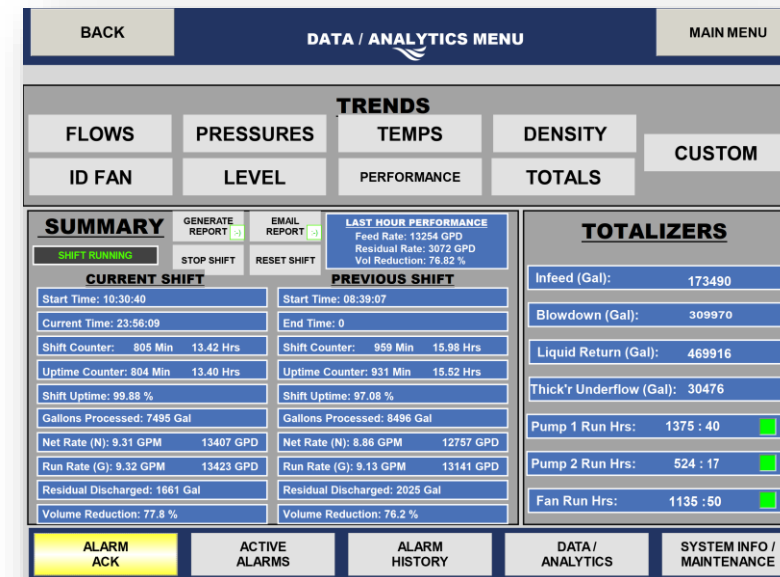 BACK
DATA / ANALYTICS MENU
MAIN MENU
TRENDS
FLOWS
PRESSURES
TEMPS
DENSITY
CUSTOM
ID FAN
LEVEL
PERFORMANCE
TOTALS
SUMMARY
GENERATE
REPORT :-)
EMAIL
REPORT :-)
SHIFT RUNNING
STOP SHIFT
RESET SHIFT
LAST HOUR PERFORMANCE
Feed Rate: 13254 GPD
Residual Rate: 3072 GPD
Vol Reduction: 76.82 %
CURRENT SHIFT
Start Time: 10:30:40
Current Time: 23:56:09
Shift Counter: 805 Min 13.42 Hrs
Uptime Counter: 804 Min 13.40 Hrs
Shift Uptime: 99.88 %
Gallons Processed: 7495 Gal
Net Rate (N): 9.31 GPM 13407 GPD
Run Rate (G): 9.32 GPM 13423 GPD
Residual Discharged: 1661 Gal
Volume Reduction: 77.8 %
PREVIOUS SHIFT
Start Time: 08:39:07
End Time: 0
Shift Counter: 959 Min 15.98 Hrs
Uptime Counter: 931 Min 15.52 Hrs
Shift Uptime: 97.08 %
Gallons Processed: 8496 Gal
Net Rate (N): 8.86 GPM 12757 GPD
Run Rate (G): 9.13 GPM 13141 GPD
Residual Discharged: 2025 Gal
Volume Reduction: 76.2 %
TOTALIZERS
Infeed (Gal): 173490
Blowdown (Gal): 309970
Liquid Return (Gal): 469916
Thick'r Underflow (Gal): 30476
Pump 1 Run Hrs: 1375 : 40
Pump 2 Run Hrs: 524 : 17
Fan Run Hrs: 1135 :50
ALARM
ACK
ACTIVE
ALARMS
ALARM
HISTORY
DATA /
ANALYTICS
SYSTEM INFO /
MAINTENANCE